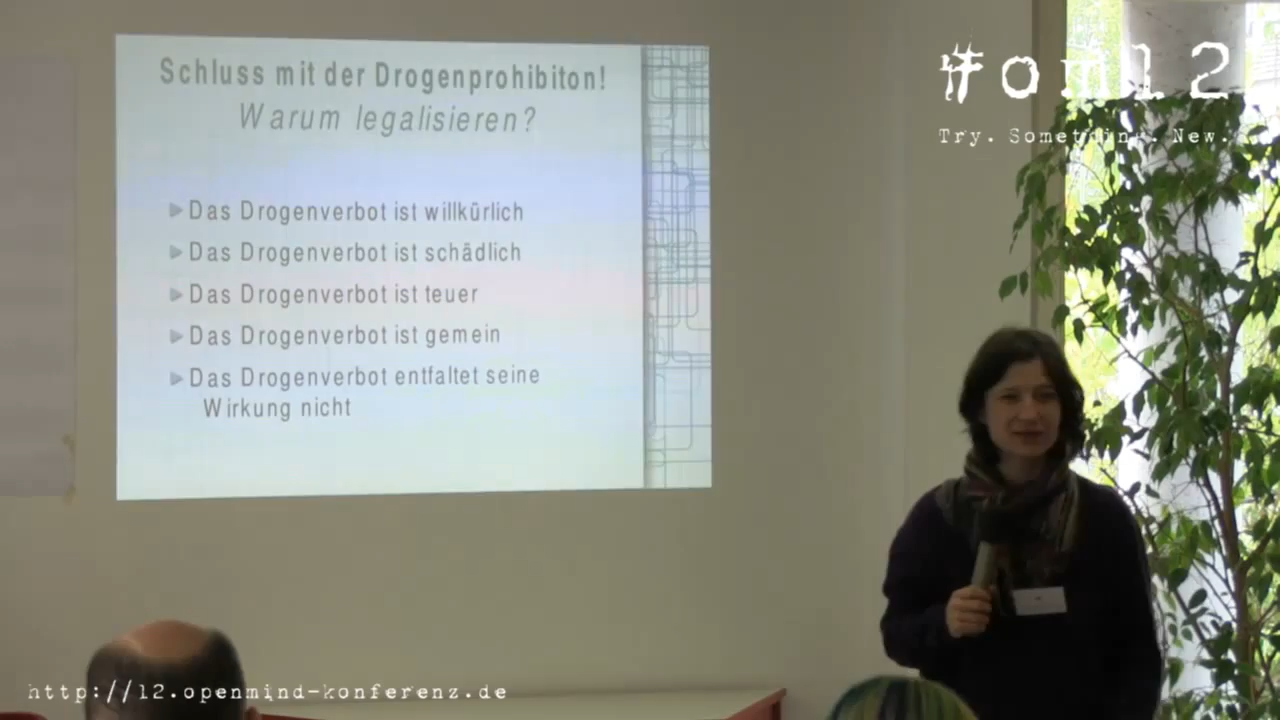 Schluss mit der Drogenprohibiton!
Warum legalisieren?
Das Drogenverbot ist willkürlich
Das Drogenverbot ist schädlich
Das Drogenverbot ist teuer
Das Drogenverbot ist gemein
Das Drogenverbot entfaltet seine
Wirkung nicht
#om12
Try. Something. New.
http://12.openmind-konferenz.de